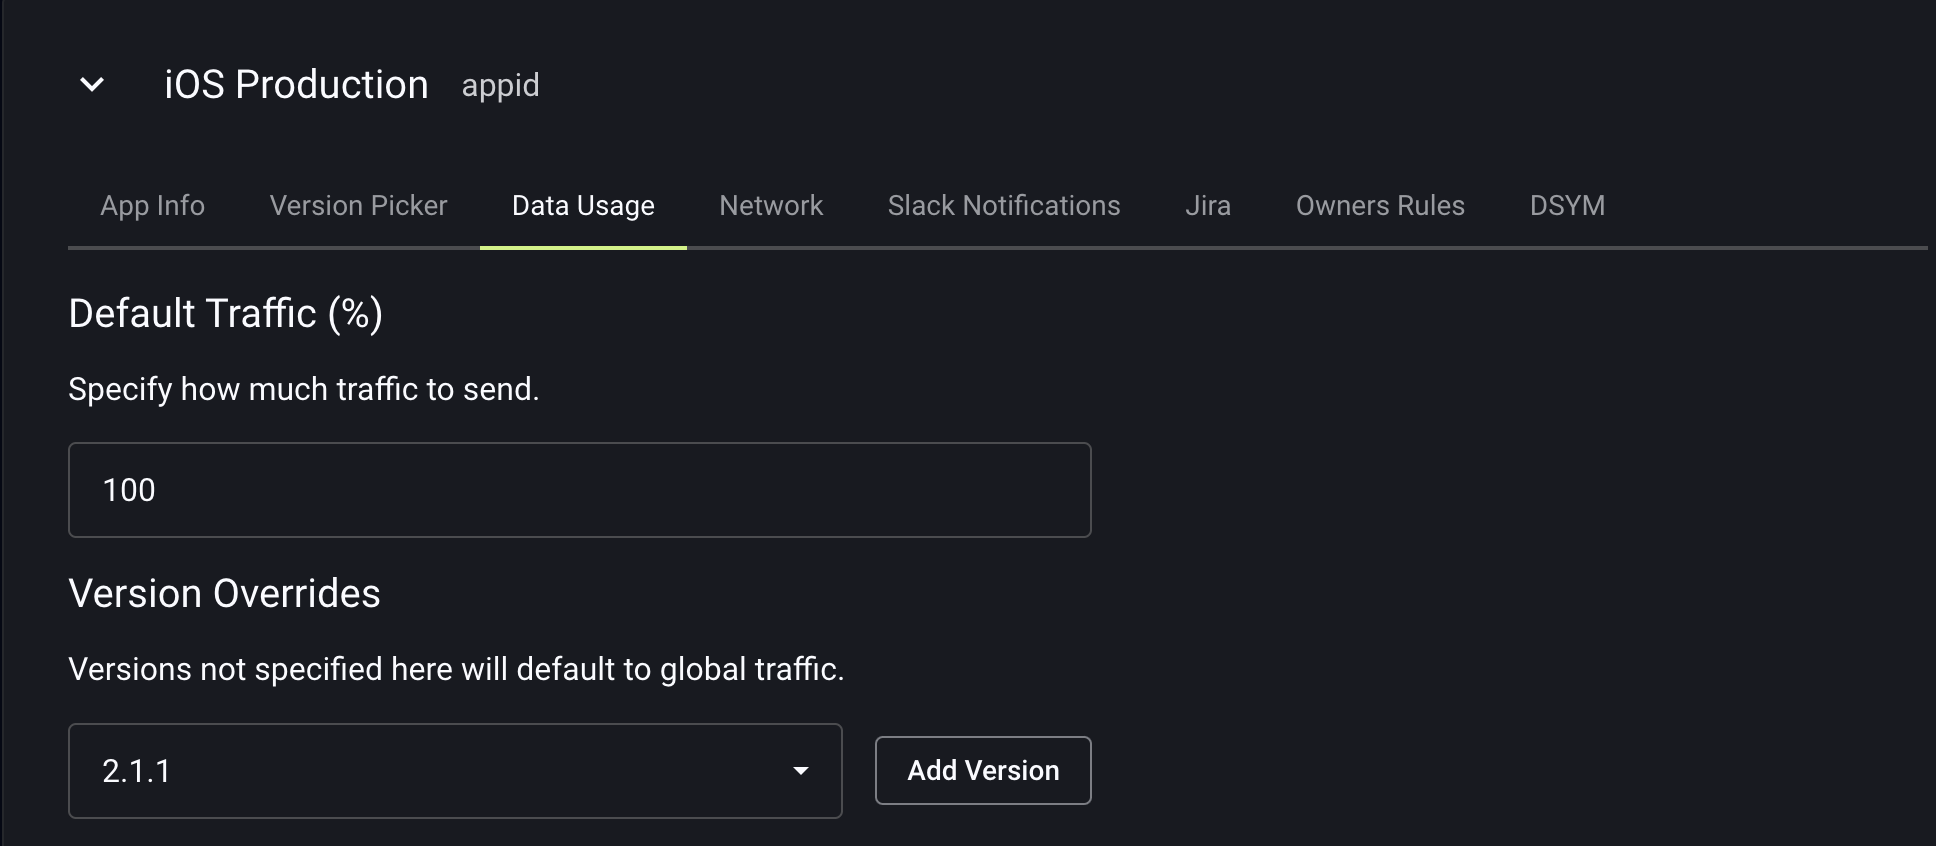 iOS Production appid
App Info Version Picker Data Usage Network Slack Notifications Jira Owners Rules DSYM
Default Traffic (%)
Specify how much traffic to send.
100
Version Overrides
Versions not specified here will default to global traffic.
2.1.1 Add Version